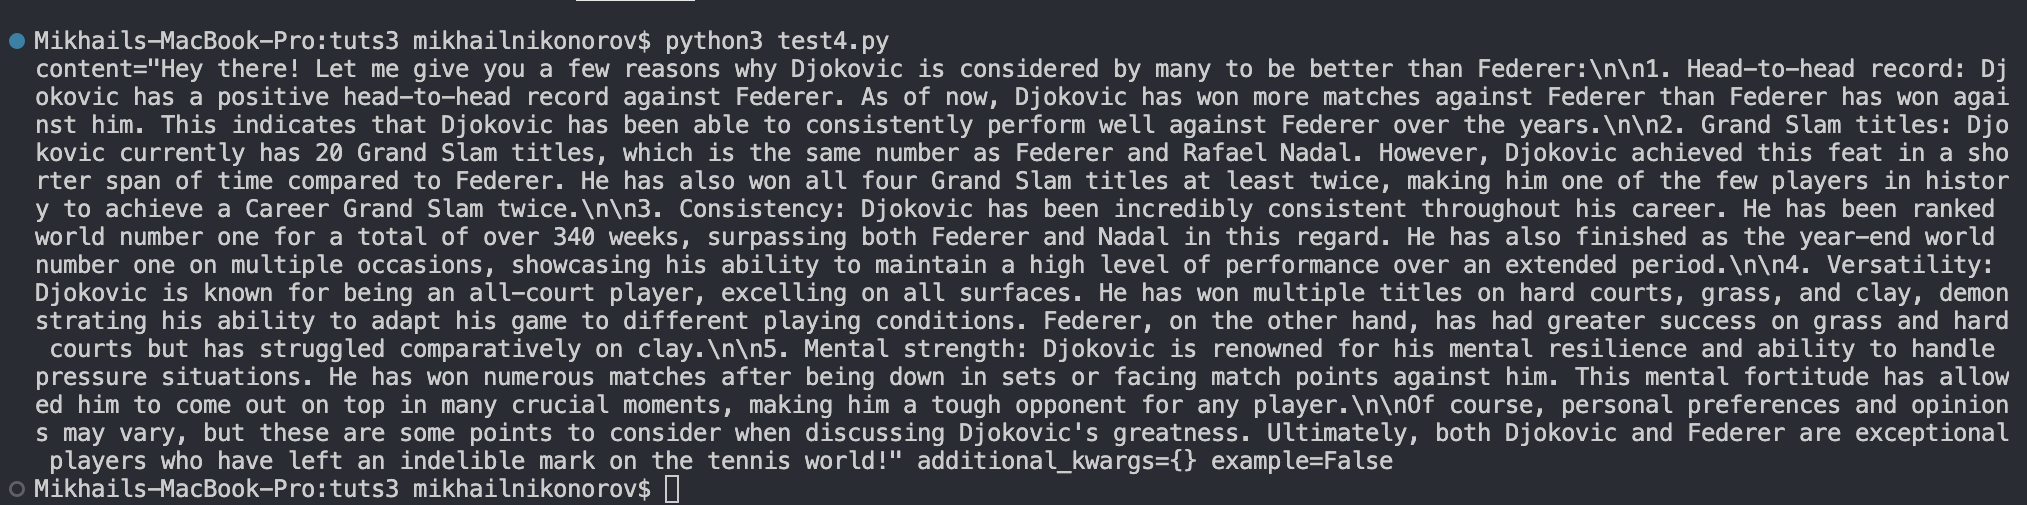 Mikhails-MacBook-Pro:tuts3 mikhailnikonorov$ python3 test4.py
content="Hey there! Let me give you a few reasons why Djokovic is considered by many to be better than Federer:\n\n1. Head-to-head record: Dj
okovic has a positive head-to-head record against Federer. As of now, Djokovic has won more matches against Federer than Federer has won agai
nst him. This indicates that Djokovic has been able to consistently perform well against Federer over the years.\n\n2. Grand Slam titles: Djo
kovic currently has 20 Grand Slam titles, which is the same number as Federer and Rafael Nadal. However, Djokovic achieved this feat in a sho
rter span of time compared to Federer. He has also won all four Grand Slam titles at least twice, making him one of the few players in histor
y to achieve a Career Grand Slam twice.\n\n3. Consistency: Djokovic has been incredibly consistent throughout his career. He has been ranked
world number one for a total of over 340 weeks, surpassing both Federer and Nadal in this regard. He has also finished as the year-end world
number one on multiple occasions, showcasing his ability to maintain a high level of performance over an extended period.\n\n4. Versatility:
Djokovic is known for being an all-court player, excelling on all surfaces. He has won multiple titles on hard courts, grass, and clay, demon
strating his ability to adapt his game to different playing conditions. Federer, on the other hand, has had greater success on grass and hard
 courts but has struggled comparatively on clay.\n\n5. Mental strength: Djokovic is renowned for his mental resilience and ability to handle
pressure situations. He has won numerous matches after being down in sets or facing match points against him. This mental fortitude has allow
ed him to come out on top in many crucial moments, making him a tough opponent for any player.\n\nOf course, personal preferences and opinion
s may vary, but these are some points to consider when discussing Djokovic's greatness. Ultimately, both Djokovic and Federer are exceptional
 players who have left an indelible mark on the tennis world!" additional_kwargs={} example=False
Mikhails-MacBook-Pro:tuts3 mikhailnikonorov$